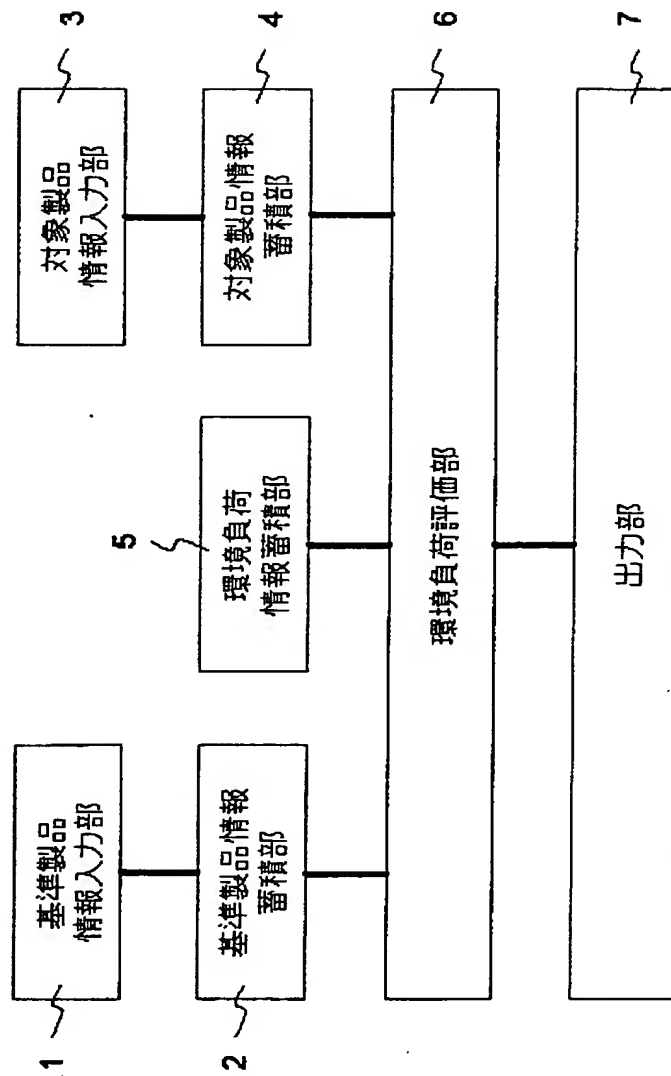 1
基準製品
情報入力部
3
対象製品
情報入力部
2
基準製品情報
蓄積部
5
環境負荷
情報蓄積部
4
対象製品情報
蓄積部
6
環境負荷評価部
7
出力部